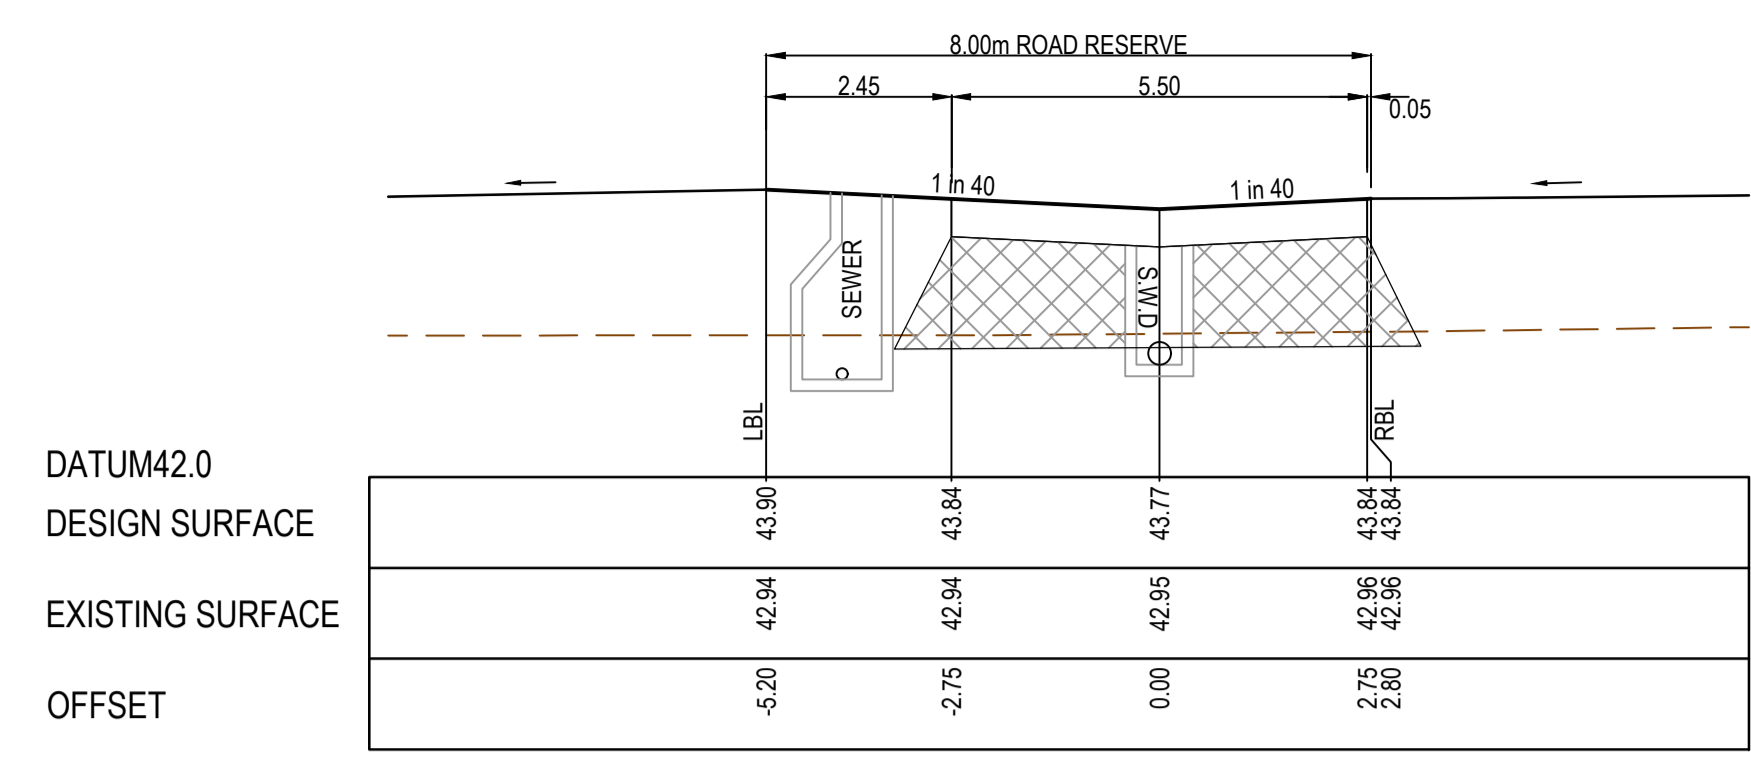 8.00m ROAD RESERVE
2.45
5.50
0.05
1 in 40
1 in 40
SEWER
S.W.D
LBL
RBL
DATUM42.0
DESIGN SURFACE
43.90
43.84
43.77
43.84
43.84
EXISTING SURFACE
42.94
42.94
42.95
42.96
42.96
OFFSET
-5.20
-2.75
0.00
2.75
2.80